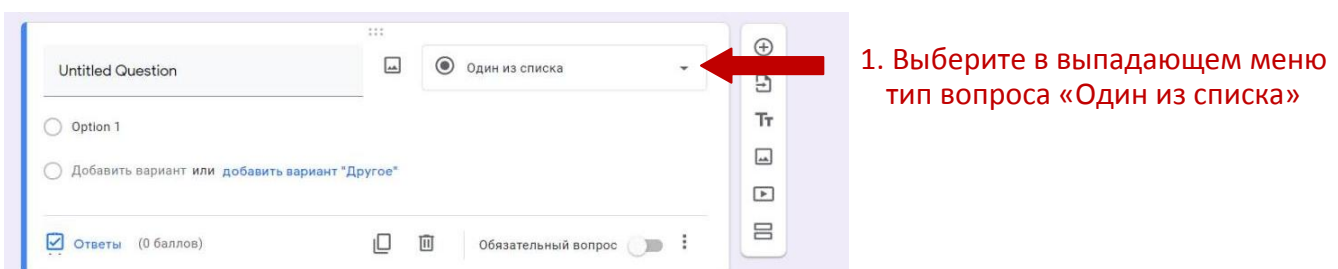 Untitled Question
Один из списка
1. Выберите в выпадающем меню
тип вопроса «Один из списка»
Option 1
Тт
Добавить вариант или добавить вариант "Другое"
Ответы (0 баллов)
Обязательный вопрос